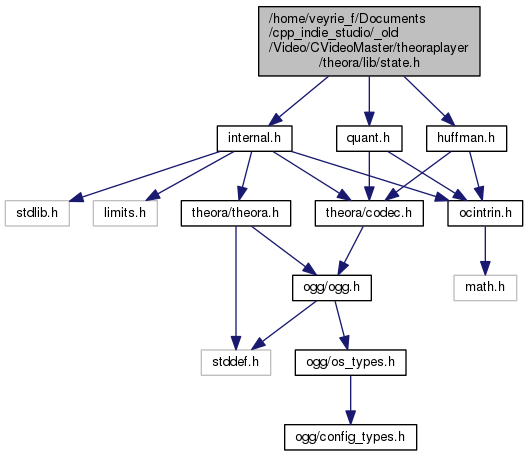 /home/veyrie_f/Documents
/cpp_indie_studio/_old
/Video/CVideoMaster/theoraplayer
/theora/lib/state.h
internal.h
quant.h
huffman.h
stdlib.h
limits.h
theora/theora.h
theora/codec.h
ocintrin.h
ogg/ogg.h
math.h
stddef.h
ogg/os_types.h
ogg/config_types.h